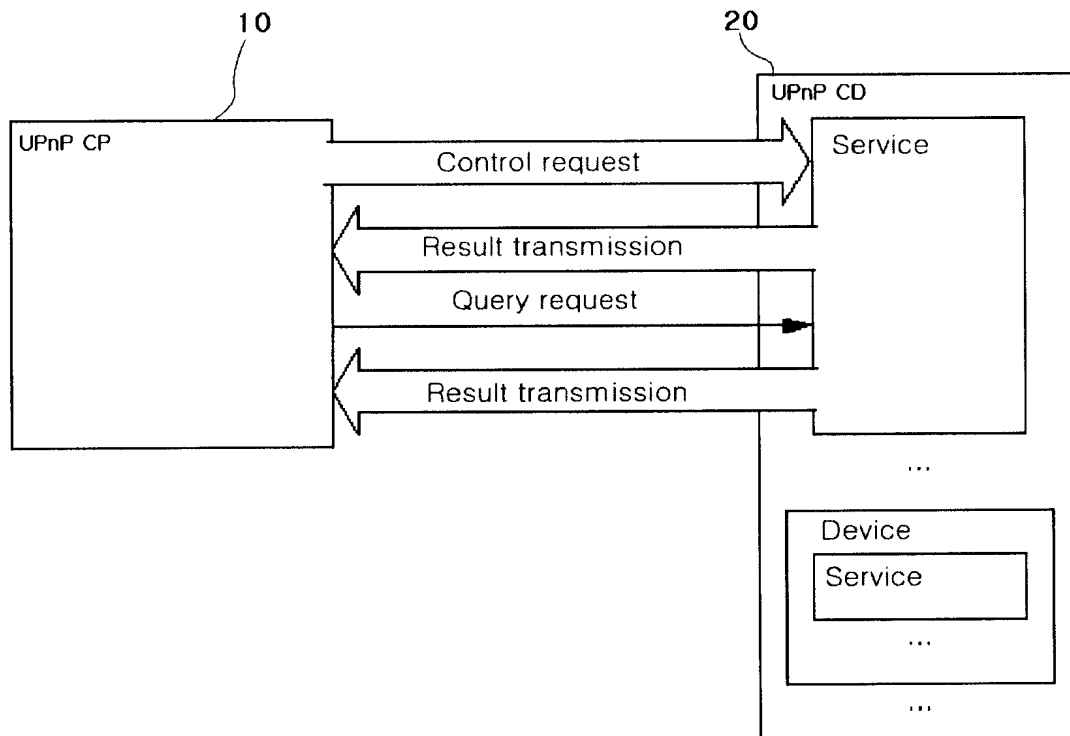 10
20
UPnP CP
UPnP CD
Control request
Service
Result transmission
Query request
Result transmission
...
Device
Service
...
...